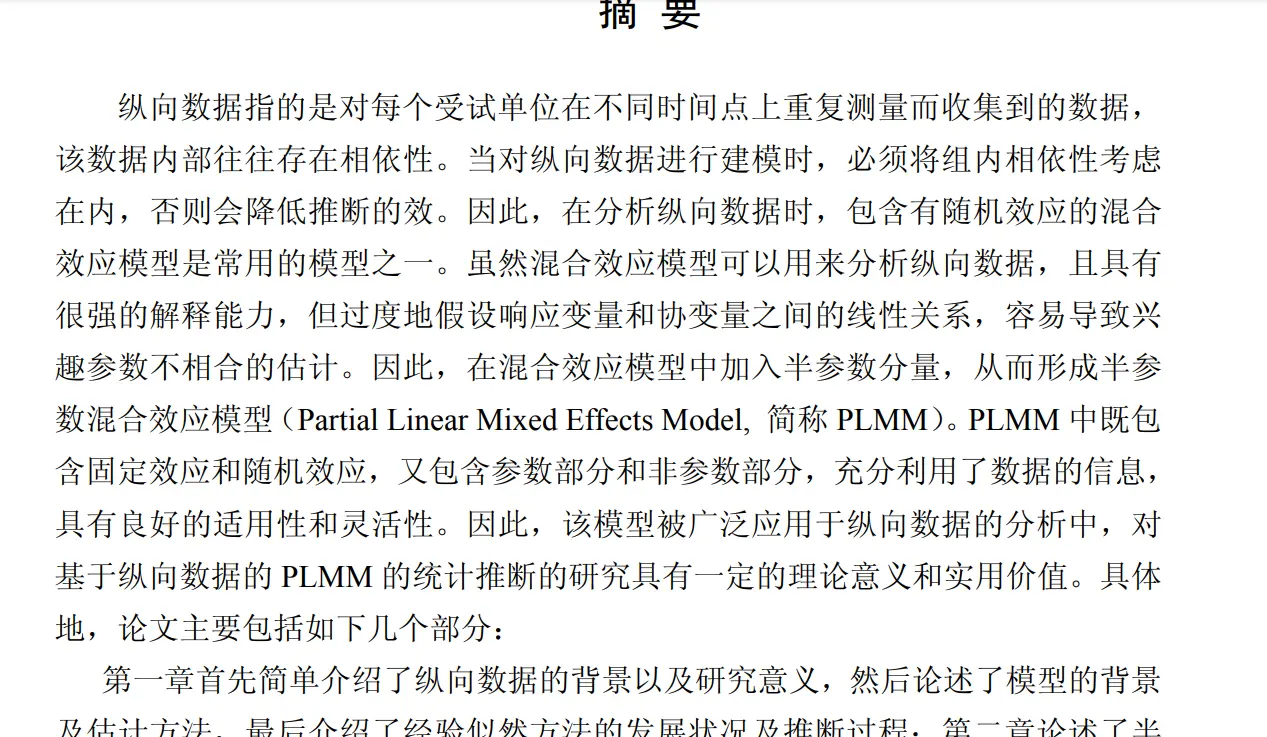 摘 要
纵向数据指的是对每个受试单位在不同时间点上重复测量而收集到的数据，
该数据内部往往存在相依性。当对纵向数据进行建模时，必须将组内相依性考虑
在内，否则会降低推断的效。因此，在分析纵向数据时，包含有随机效应的混合
效应模型是常用的模型之一。虽然混合效应模型可以用来分析纵向数据，且具有
很强的解释能力，但过度地假设响应变量和协变量之间的线性关系，容易导致兴
趣参数不相合的估计。因此，在混合效应模型中加入半参数分量，从而形成半参
数混合效应模型（Partial Linear Mixed Effects Model, 简称 PLMM）。PLMM 中既包
含固定效应和随机效应，又包含参数部分和非参数部分，充分利用了数据的信息，
具有良好的适用性和灵活性。因此，该模型被广泛应用于纵向数据的分析中，对
基于纵向数据的 PLMM 的统计推断的研究具有一定的理论意义和实用价值。具体
地，论文主要包括如下几个部分：
第一章首先简单介绍了纵向数据的背景以及研究意义，然后论述了模型的背景
及估计方法，最后介绍了经验似然方法的发展状况及推断过程；第二章论述了半